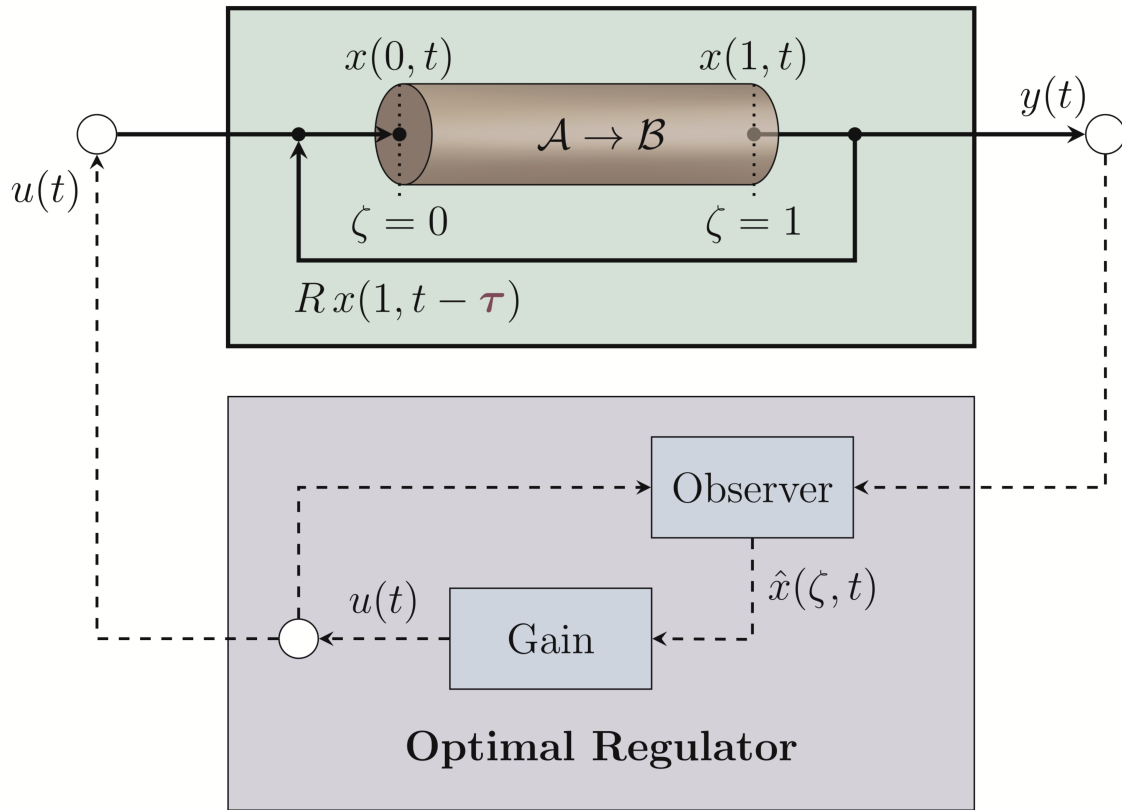 x(0, t)
x(1, t)
y(t)
𝒜 → ℬ
u(t)
ζ = 0
ζ = 1
R x(1, t − τ)
Observer
x̂(ζ, t)
u(t)
Gain
Optimal Regulator